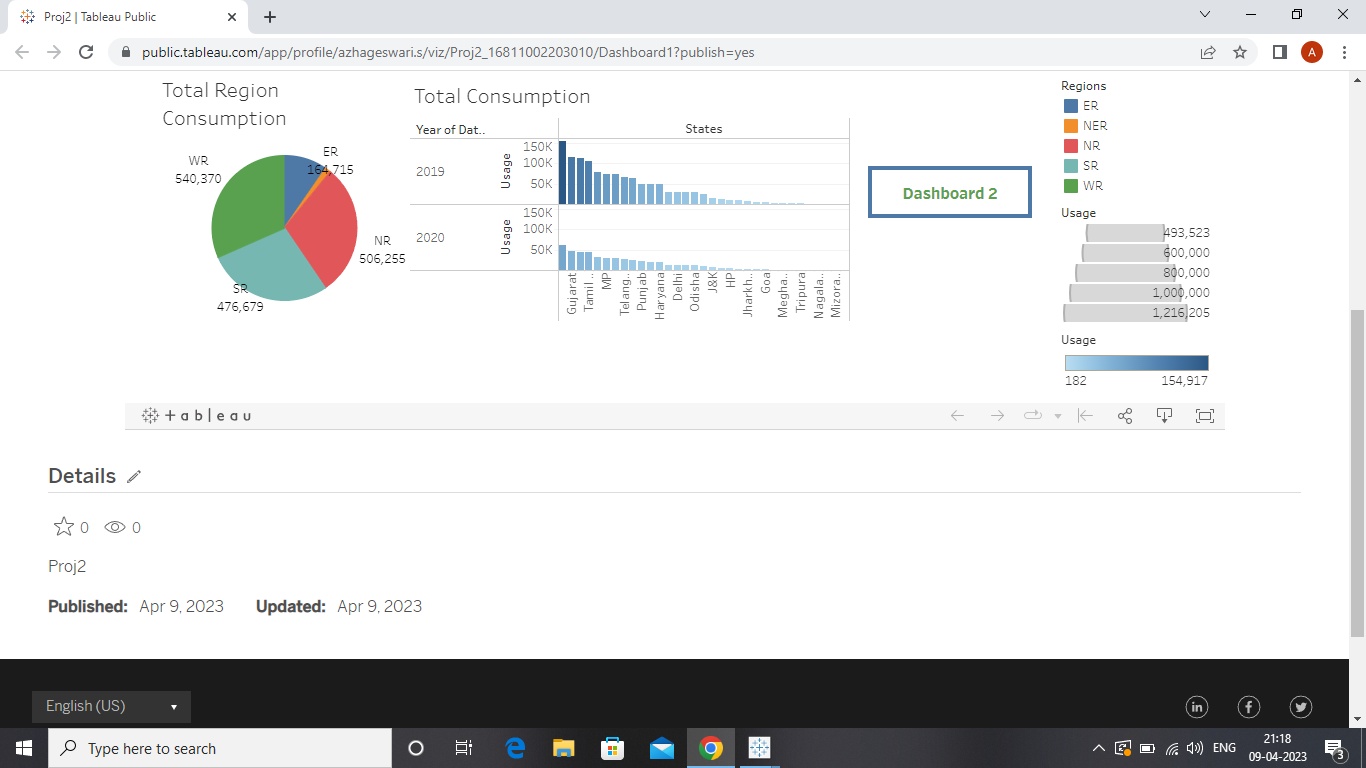 Proj2 | Tableau Public
public.tableau.com/app/profile/azhageswari.s/viz/Proj2_16811002203010/Dashboard1?publish=yes
A
Total Region
Consumption
WR
540,370
ER
164,715
NR
506,255
SR
476,679
Total Consumption
Year of Dat..
States
2019
Usage
150K
100K
50K
2020
Usage
150K
100K
50K
Gujarat
Tamil ..
MP
Telang..
Punjab
Haryana
Delhi
Odisha
J&K
HP
Jharkh..
Goa
Megha..
Tripura
Nagala..
Mizora..
Dashboard 2
Regions
ER
NER
NR
SR
WR
Usage
493,523
600,000
800,000
1,000,000
1,216,205
Usage
182 154,917
+ a b | e a u
Details
0 0
Proj2
Published: Apr 9, 2023 Updated: Apr 9, 2023
English (US)
in f
Type here to search
ENG
21:18
09-04-2023
3